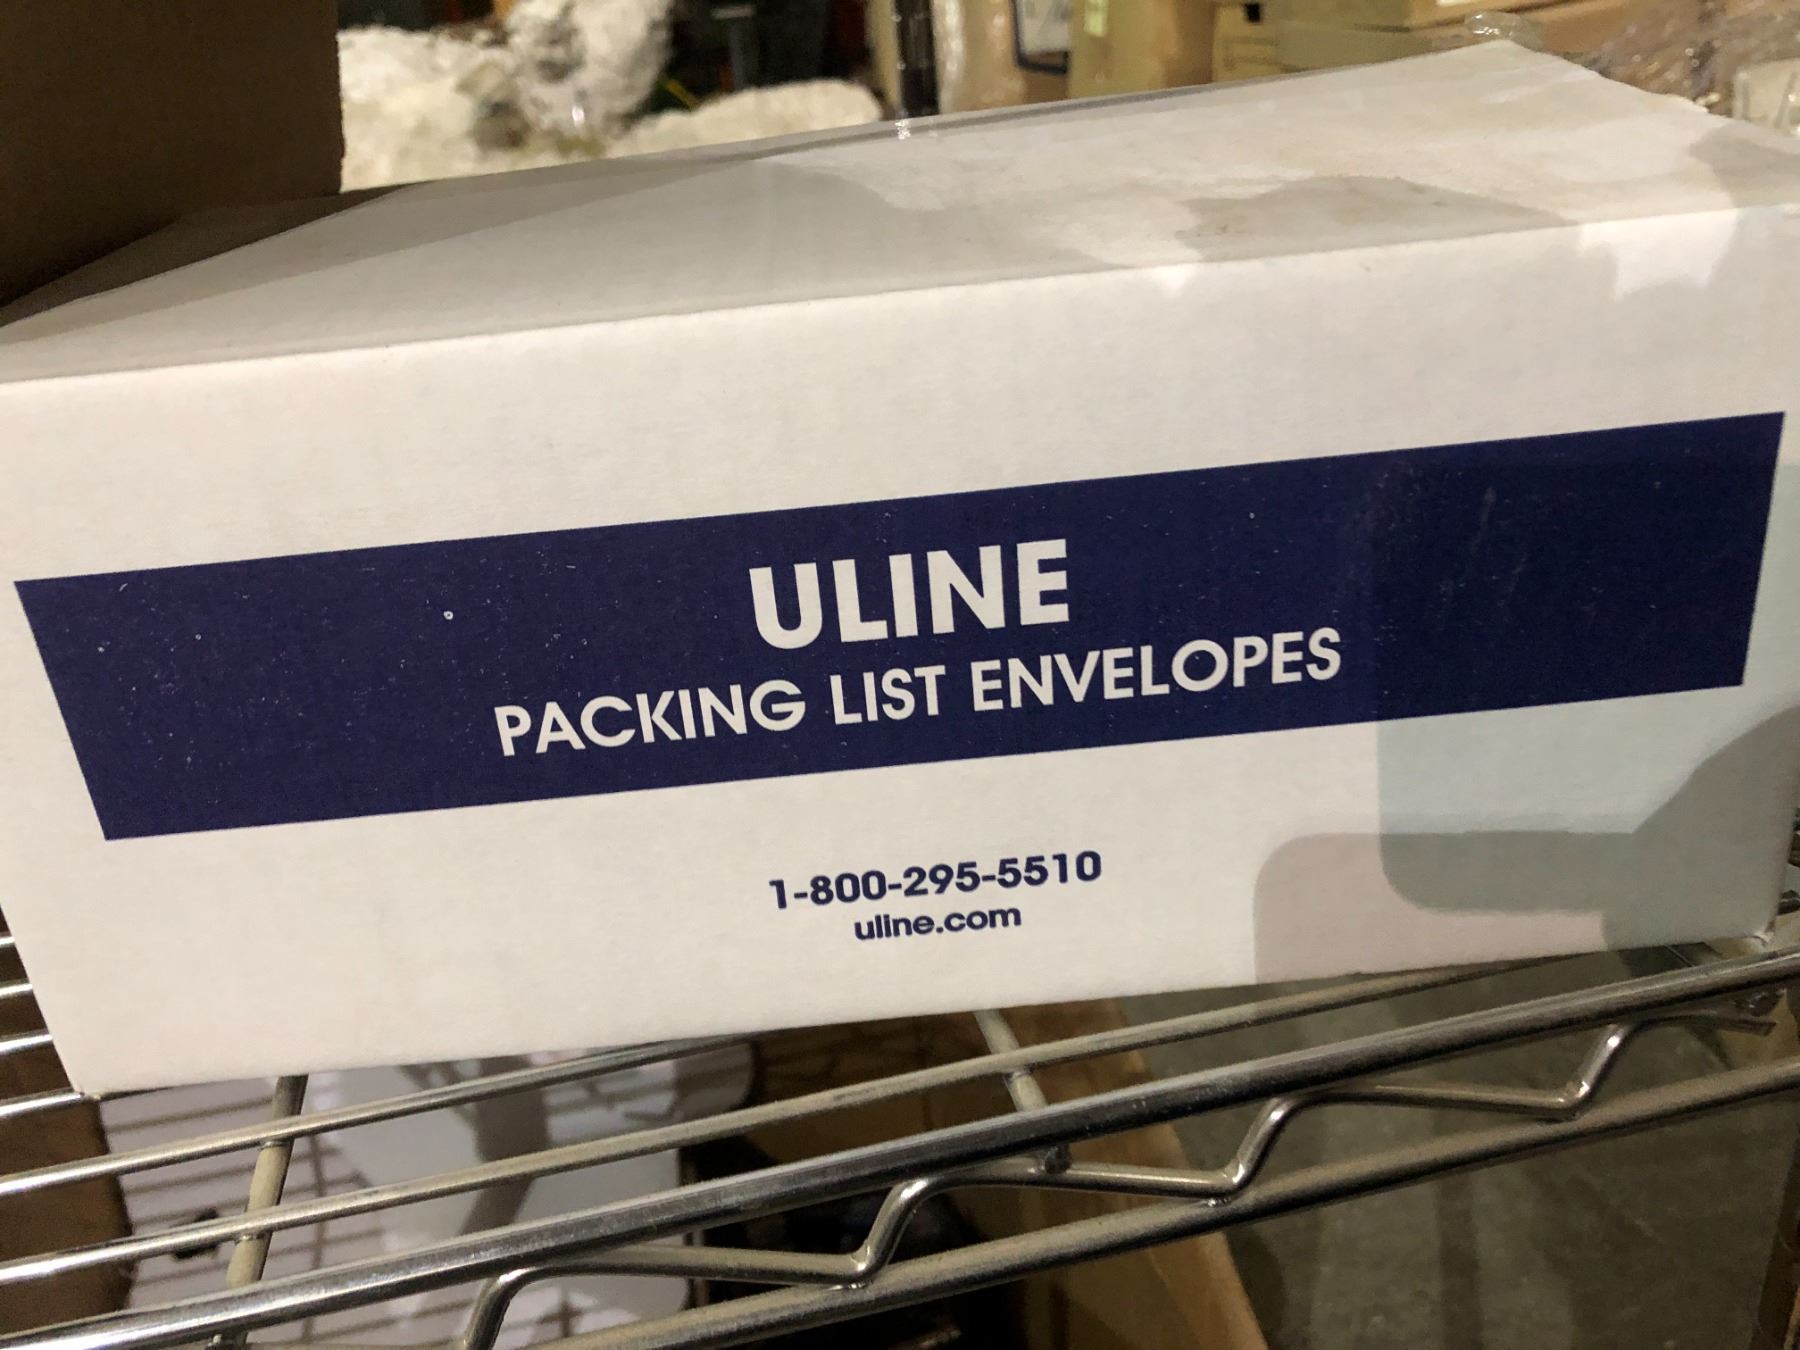 ULINE
PACKING LIST ENVELOPES
1-800-295-5510
uline.com